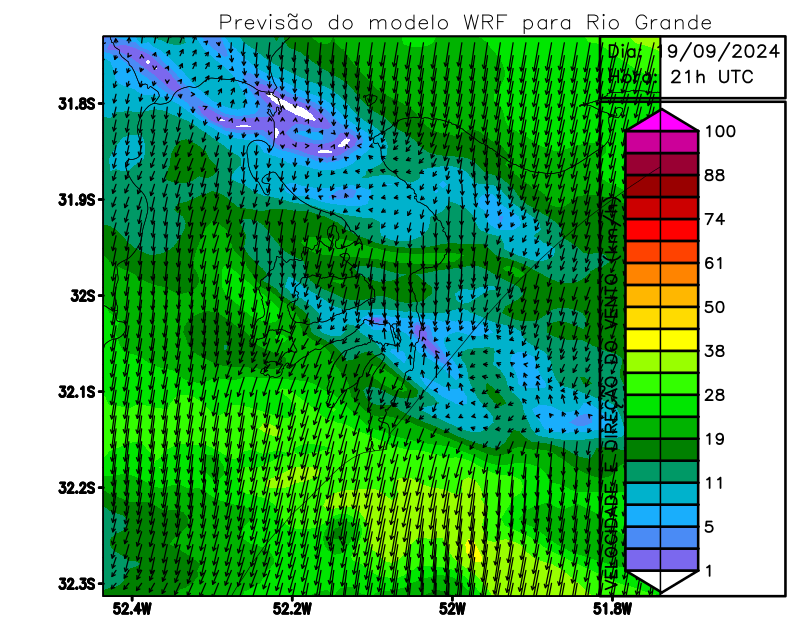 Previsão do modelo WRF para Rio Grande
Dia: 19/09/2024
Hora: 21h UTC
31.8S
31.9S
32S
32.1S
32.2S
32.3S
52.4W
52.2W
52W
51.8W
VELOCIDADE E DIREÇÃO DO VENTO (km/h)
100
88
74
61
50
38
28
19
11
5
1